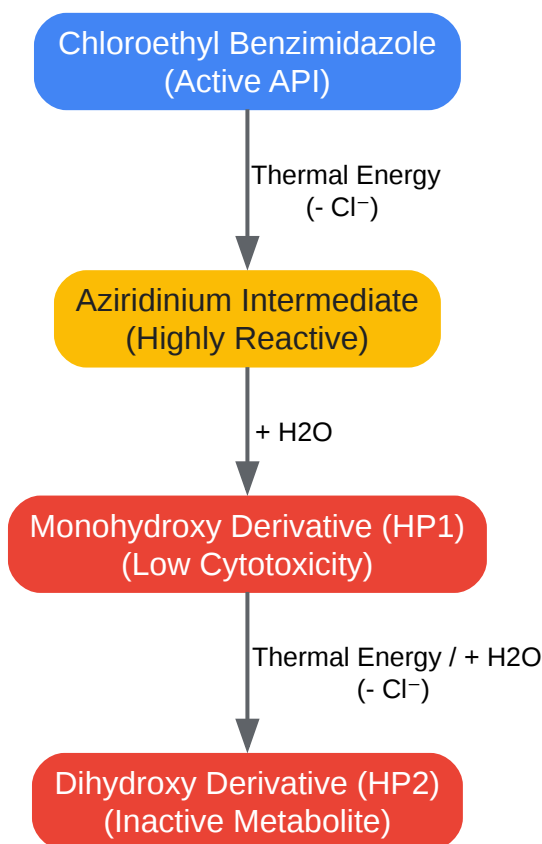 Chloroethyl Benzimidazole
(Active API)
Thermal Energy
(- Cl⁻)
Aziridinium Intermediate
(Highly Reactive)
+ H2O
Monohydroxy Derivative (HP1)
(Low Cytotoxicity)
Thermal Energy / + H2O
(- Cl⁻)
Dihydroxy Derivative (HP2)
(Inactive Metabolite)